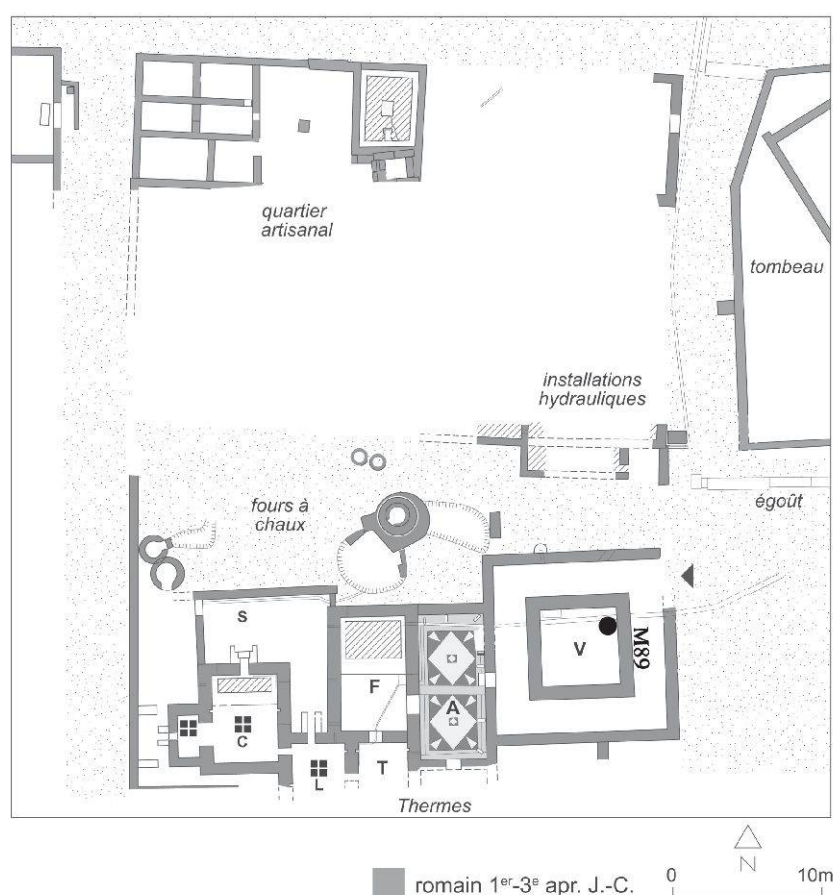 quartier
artisanal
tombeau
installations
hydrauliques
égoût
fours à
chaux
S
V
M89
F
A
C
L
T
Thermes
N
romain 1er-3e apr. J.-C.
0 10m